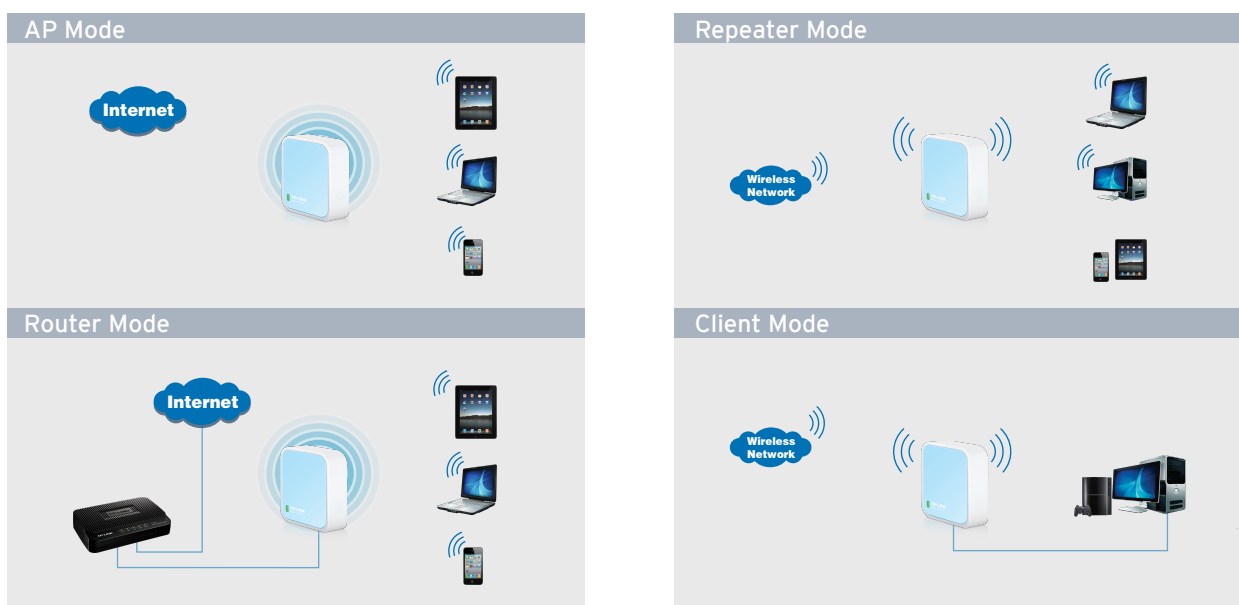 AP Mode
Internet
Repeater Mode
Wireless
Network
Router Mode
Internet
Client Mode
Wireless
Network